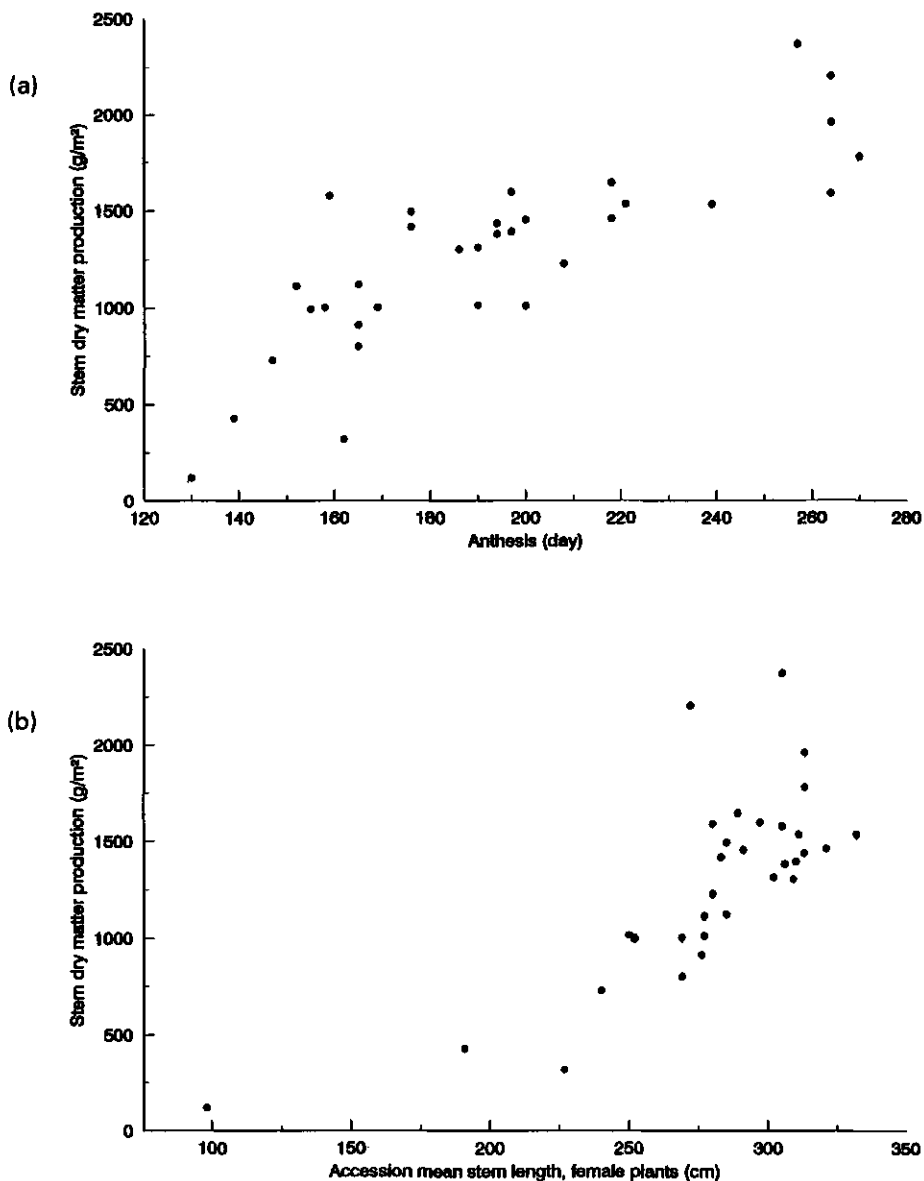 (a)
Stem dry matter production (g/m²)
2500
2000
1500
1000
500
0
120 140 160 180 200 220 240 260 280
Anthesis (day)
(b)
Stem dry matter production (g/m²)
2500
2000
1500
1000
500
0
100 150 200 250 300 350
Accession mean stem length, female plants (cm)